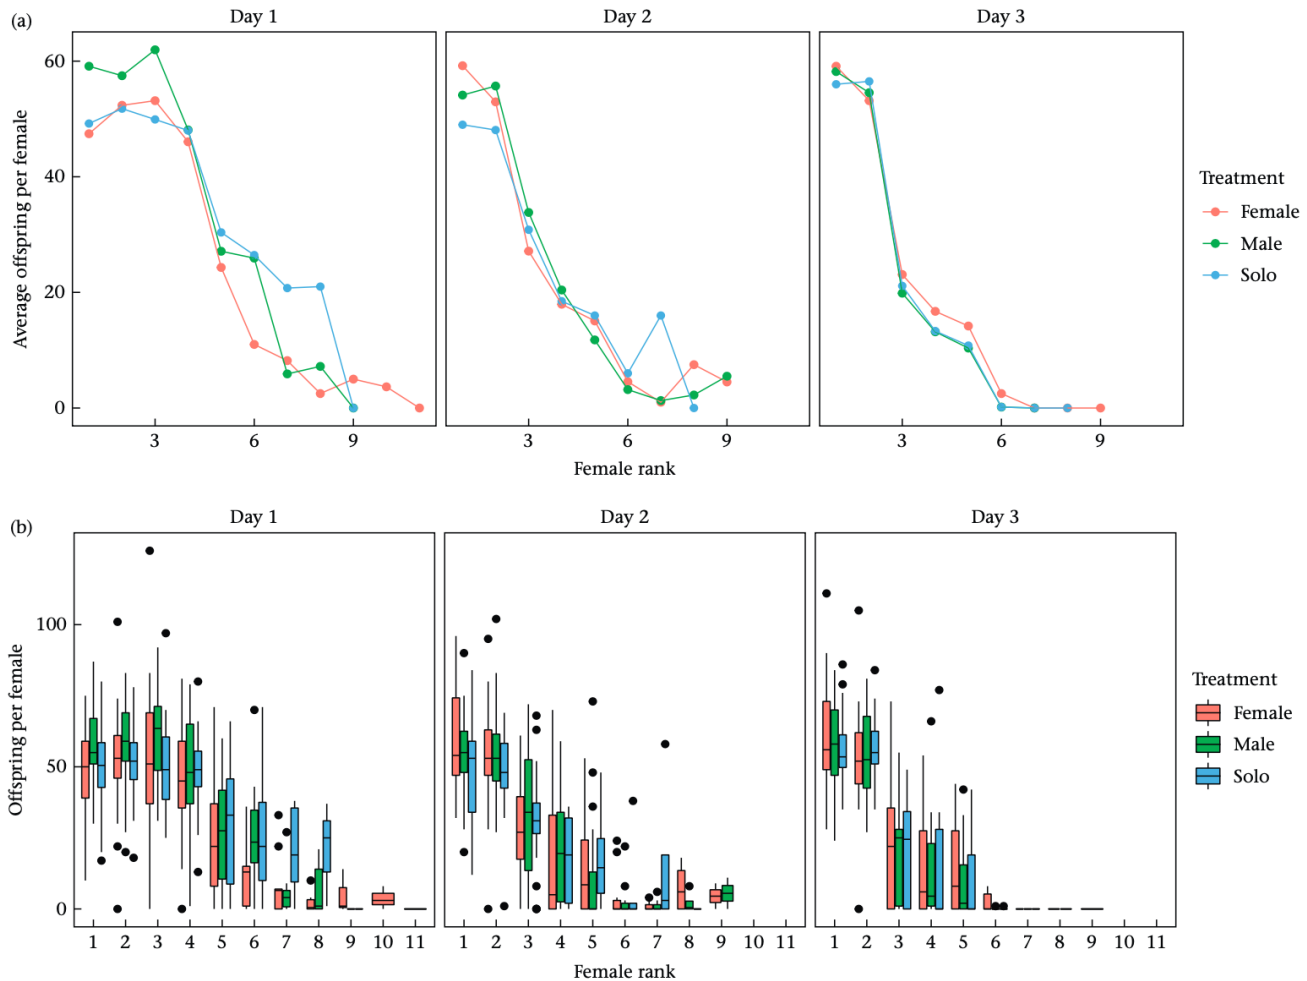 (a)
Day 1 Day 2 Day 3
Average offspring per female
60
40
20
0
3 6 9 3 6 9 3 6 9
Female rank
Treatment
Female
Male
Solo
(b)
Day 1 Day 2 Day 3
Offspring per female
100
50
0
1 2 3 4 5 6 7 8 9 10 11 1 2 3 4 5 6 7 8 9 10 11 1 2 3 4 5 6 7 8 9 10 11
Female rank
Treatment
Female
Male
Solo